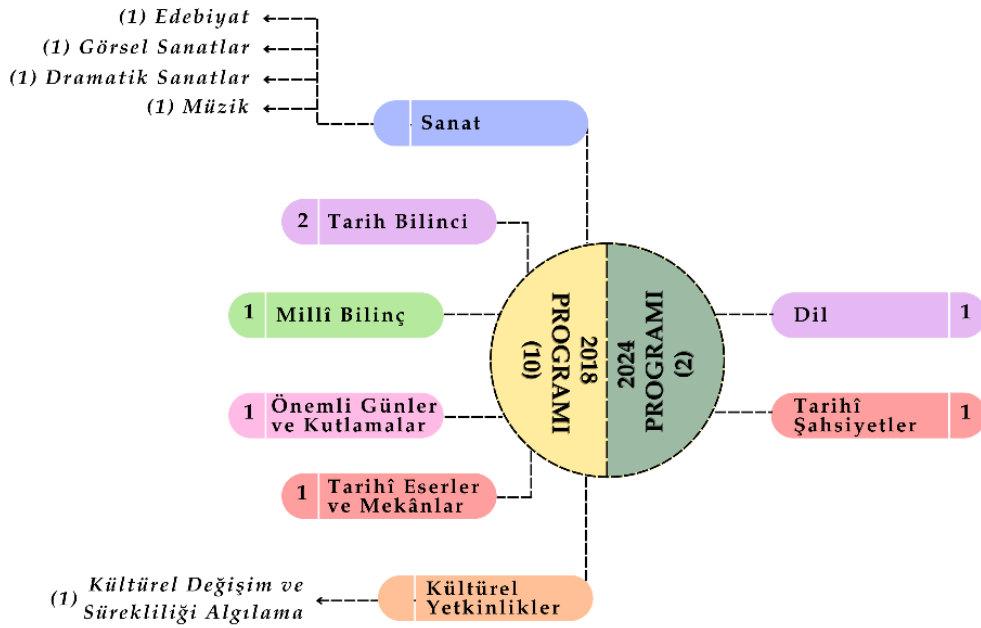 (1) Edebiyat
(1) Görsel Sanatlar
(1) Dramatik Sanatlar
(1) Müzik
Sanat
2 Tarih Bilinci
1 Millî Bilinç
1 Önemli Günler
ve Kutlamalar
1 Tarihî Eserler
ve Mekânlar
2018
PROGRAMI
(10)
2024
PROGRAMI
(2)
Dil 1
Tarihî
Şahsiyetler 1
Kültürel
Yetkinlikler
(1) Kültürel Değişim ve
Sürekliliği Algılama